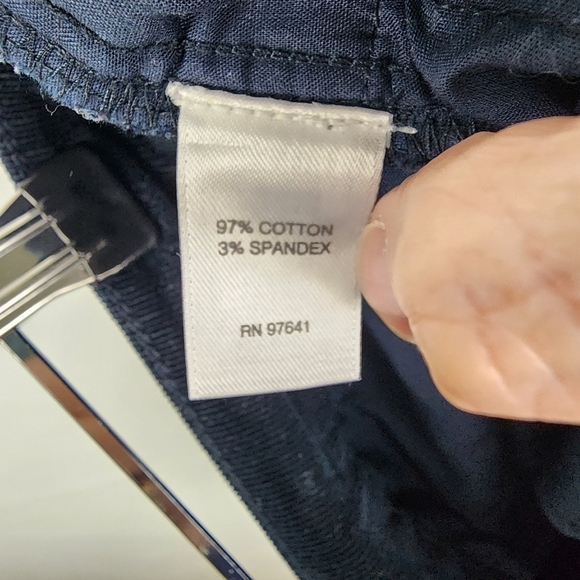 97% COTTON
3% SPANDEX
RN 97641